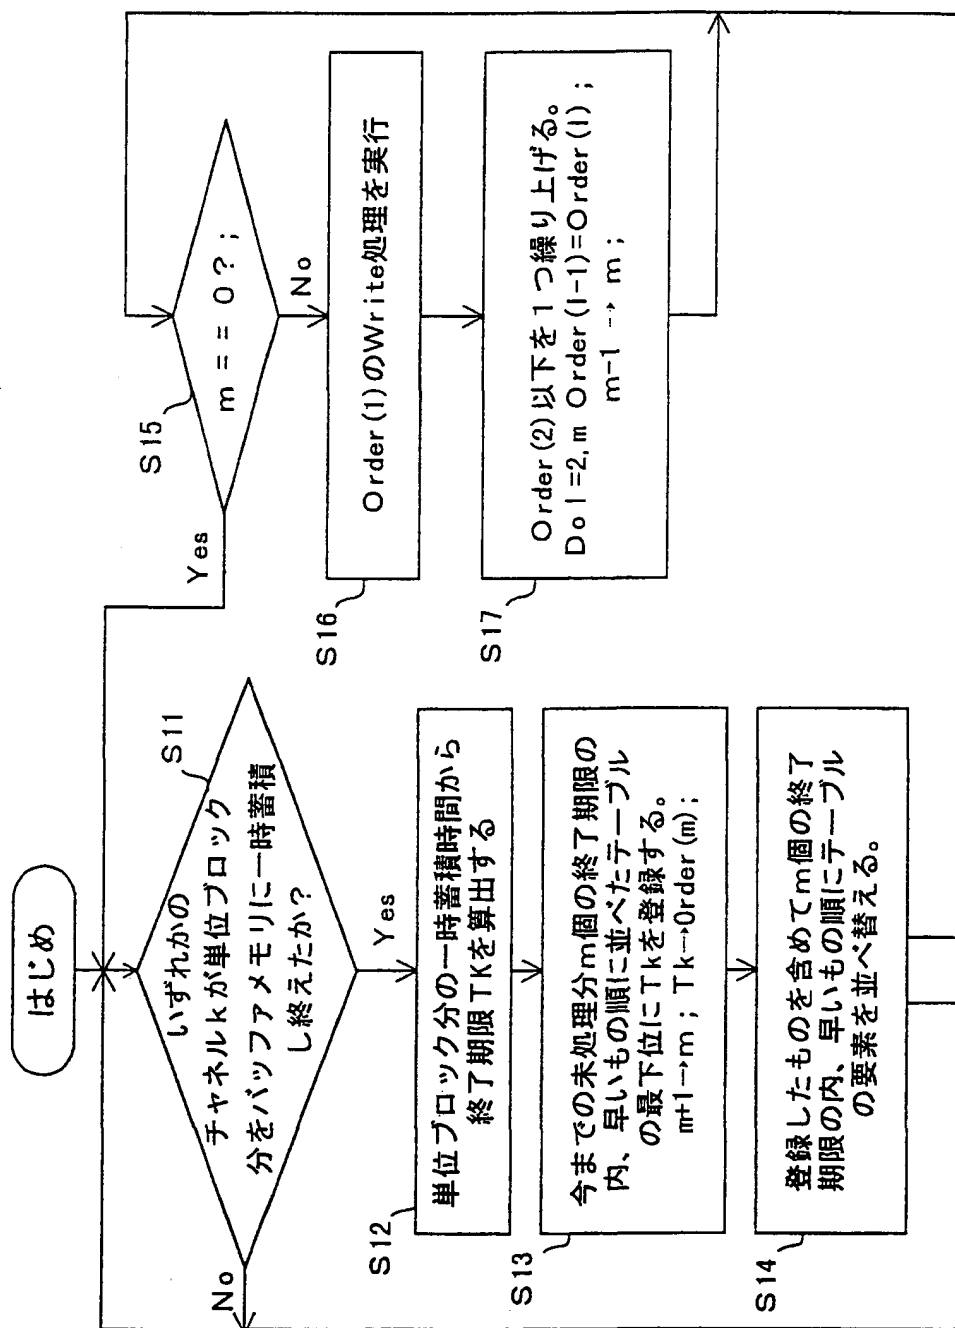 はじめ
S11
いずれかの
チャネルkが単位ブロック
分をバッファメモリに一時蓄積
し終えたか?
No
Yes
S12
単位ブロック分の一時蓄積時間から
終了期限TKを算出する
S13
今までの未処理分m個の終了期限の
内、早いもの順に並べたテーブル
の最下位にTkを登録する。
m+1→m;Tk→Order(m);
S14
登録したものを含めてm個の終了
期限の内、早いもの順にテーブル
の要素を並べ替える。
S15
m==0?;
Yes
No
S16
Order(1)のWrite処理を実行
S17
Order(2)以下を1つ繰り上げる。
Do l=2,m Order(l-1)=Order(l);
m-1→m;